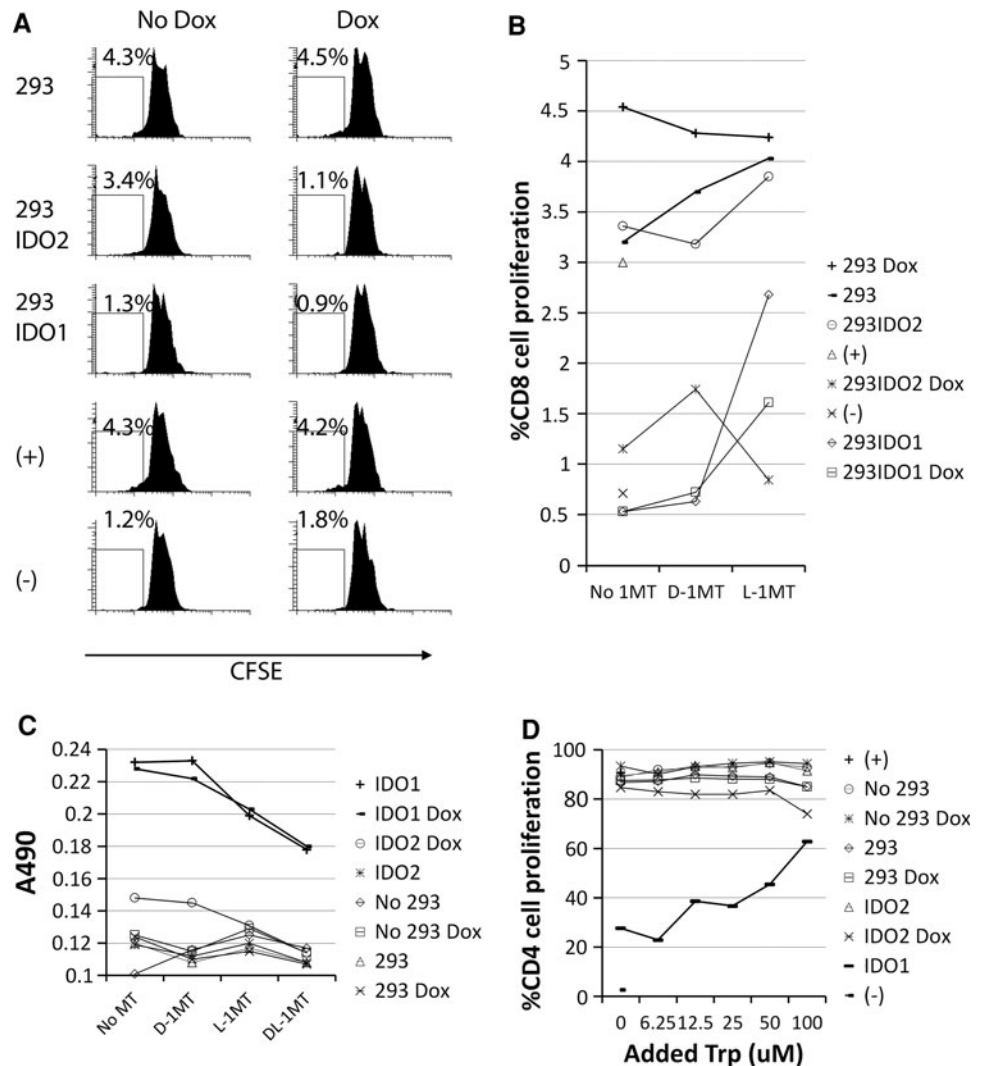 A
No Dox
Dox
293
4.3%
4.5%
293
IDO2
3.4%
1.1%
293
IDO1
1.3%
0.9%
(+)
4.3%
4.2%
(-)
1.2%
1.8%
CFSE
B
%CD8 cell proliferation
5
4.5
4
3.5
3
2.5
2
1.5
1
0.5
0
No 1MT
D-1MT
L-1MT
293 Dox
293
293IDO2
(+)
293IDO2 Dox
(-)
293IDO1
293IDO1 Dox
C
A490
0.24
0.22
0.2
0.18
0.16
0.14
0.12
0.1
No MT
D-1MT
L-1MT
DL-1MT
IDO1
IDO1 Dox
IDO2 Dox
IDO2
No 293
No 293 Dox
293
293 Dox
D
%CD4 cell proliferation
100
80
60
40
20
0
0 6.25 12.5 25 50 100
Added Trp (uM)
(+)
No 293
No 293 Dox
293
293 Dox
IDO2
IDO2 Dox
IDO1
(-)